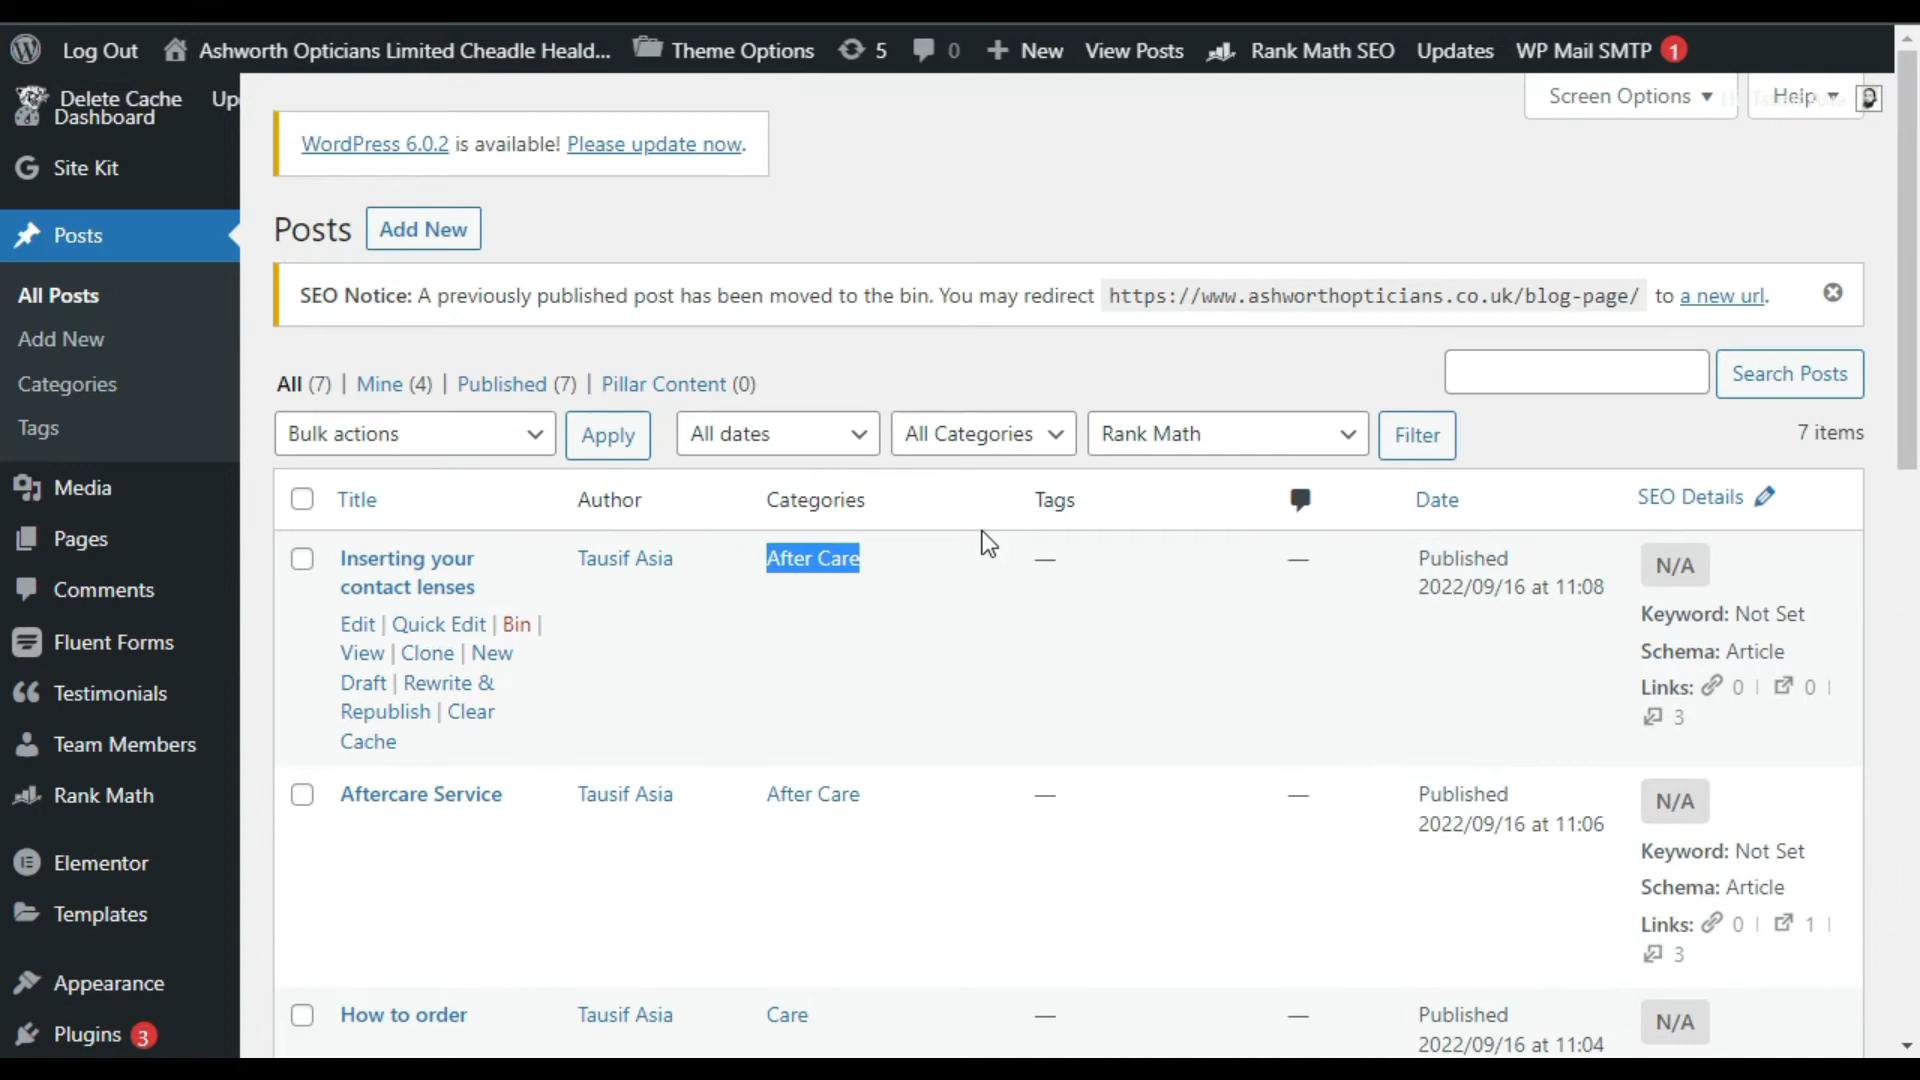 Log Out Ashworth Opticians Limited Cheadle Heald... Theme Options 5 0 New View Posts Rank Math SEO Updates WP Mail SMTP 1
Delete Cache Up
Screen Options Help
Dashboard
WordPress 6.0.2 is available! Please update now.
Site Kit
Posts
Posts Add New
All Posts
SEO Notice: A previously published post has been moved to the bin. You may redirect https://www.ashworthopticians.co.uk/blog-page/ to a new url.
Add New
Categories
Tags
All (7) | Mine (4) | Published (7) | Pillar Content (0)
Search Posts
Bulk actions Apply All dates All Categories Rank Math Filter 7 items
Media
Pages
Comments
Fluent Forms
Testimonials
Team Members
Rank Math
Elementor
Templates
Appearance
Plugins 3
Title Author Categories Tags Date SEO Details
Inserting your Tausif Asia After Care — — Published N/A
contact lenses 2022/09/16 at 11:08
Edit | Quick Edit | Bin | Keyword: Not Set
View | Clone | New Schema: Article
Draft | Rewrite & Links: 0 | 0 |
Republish | Clear 3
Cache
Aftercare Service Tausif Asia After Care — — Published N/A
2022/09/16 at 11:06
Keyword: Not Set
Schema: Article
Links: 0 | 1 |
3
How to order Tausif Asia Care — — Published N/A
2022/09/16 at 11:04